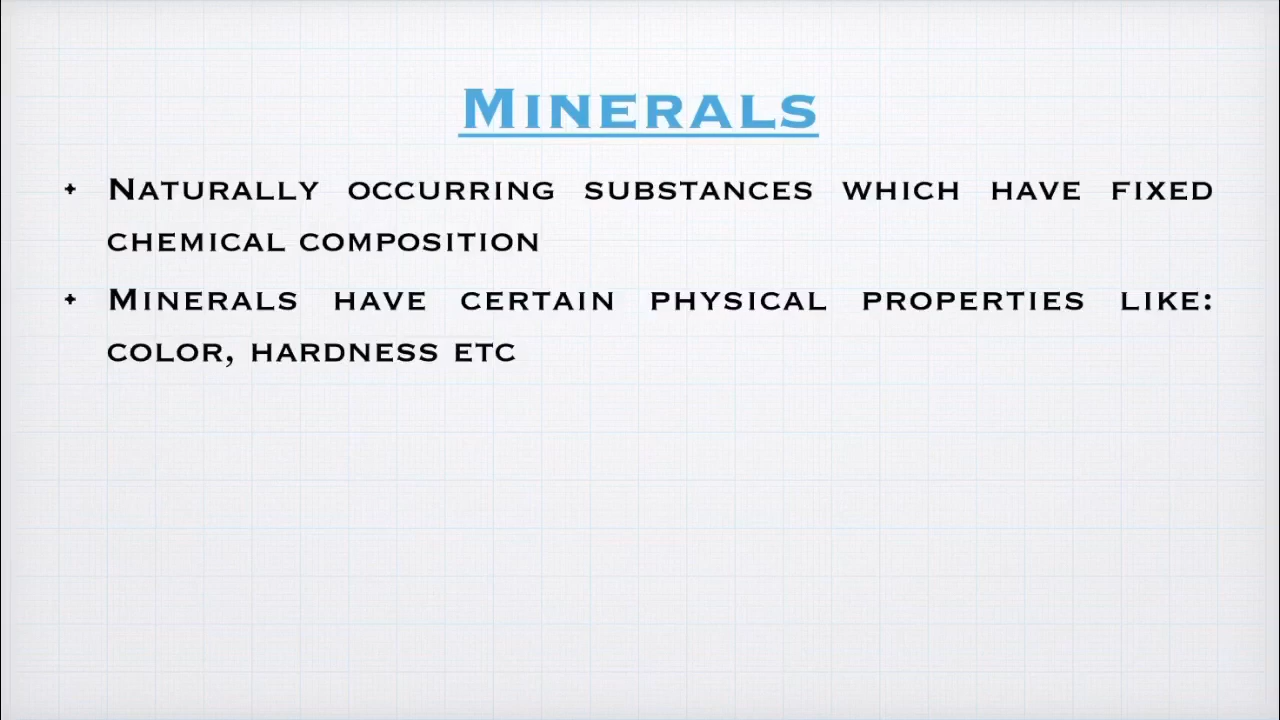 Minerals
Naturally occurring substances which have fixed
chemical composition
Minerals have certain physical properties like:
color, hardness etc